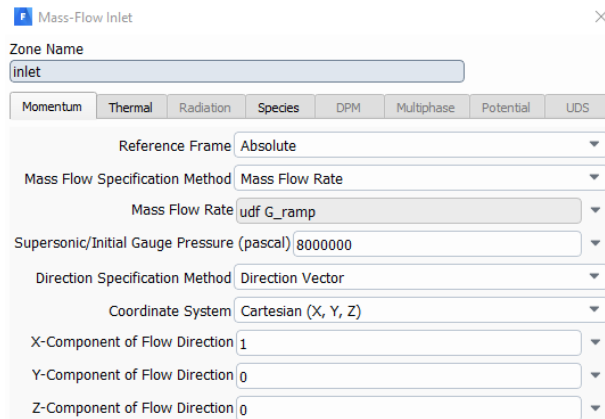 F Mass-Flow Inlet
Zone Name
inlet
Momentum Thermal Radiation Species DPM Multiphase Potential UDS
Reference Frame Absolute
Mass Flow Specification Method Mass Flow Rate
Mass Flow Rate udf G_ramp
Supersonic/Initial Gauge Pressure (pascal) 8000000
Direction Specification Method Direction Vector
Coordinate System Cartesian (X, Y, Z)
X-Component of Flow Direction 1
Y-Component of Flow Direction 0
Z-Component of Flow Direction 0